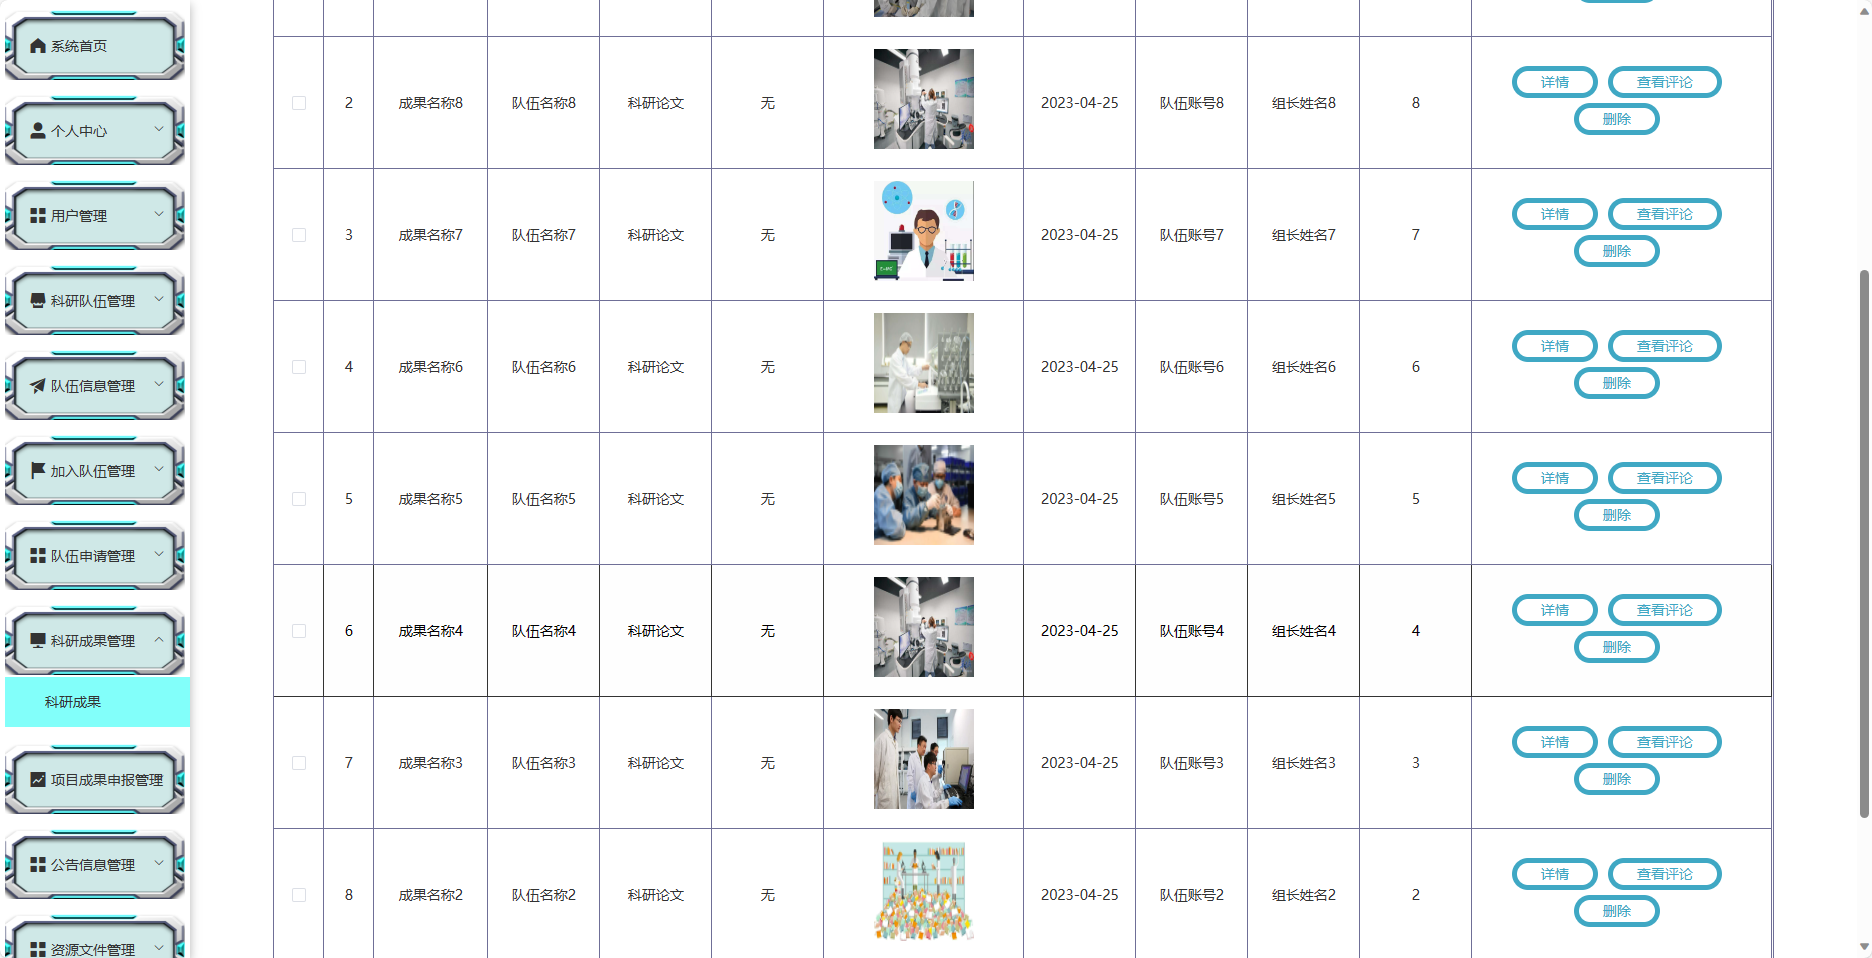 系统首页
个人中心
用户管理
科研队伍管理
队伍信息管理
加入队伍管理
队伍申请管理
科研成果管理
科研成果
项目成果申报管理
公告信息管理
资源文件管理
2 成果名称8 队伍名称8 科研论文 无 2023-04-25 队伍账号8 组长姓名8 8 详情 查看评论
删除
3 成果名称7 队伍名称7 科研论文 无 2023-04-25 队伍账号7 组长姓名7 7 详情 查看评论
删除
4 成果名称6 队伍名称6 科研论文 无 2023-04-25 队伍账号6 组长姓名6 6 详情 查看评论
删除
5 成果名称5 队伍名称5 科研论文 无 2023-04-25 队伍账号5 组长姓名5 5 详情 查看评论
删除
6 成果名称4 队伍名称4 科研论文 无 2023-04-25 队伍账号4 组长姓名4 4 详情 查看评论
删除
7 成果名称3 队伍名称3 科研论文 无 2023-04-25 队伍账号3 组长姓名3 3 详情 查看评论
删除
8 成果名称2 队伍名称2 科研论文 无 2023-04-25 队伍账号2 组长姓名2 2 详情 查看评论
删除